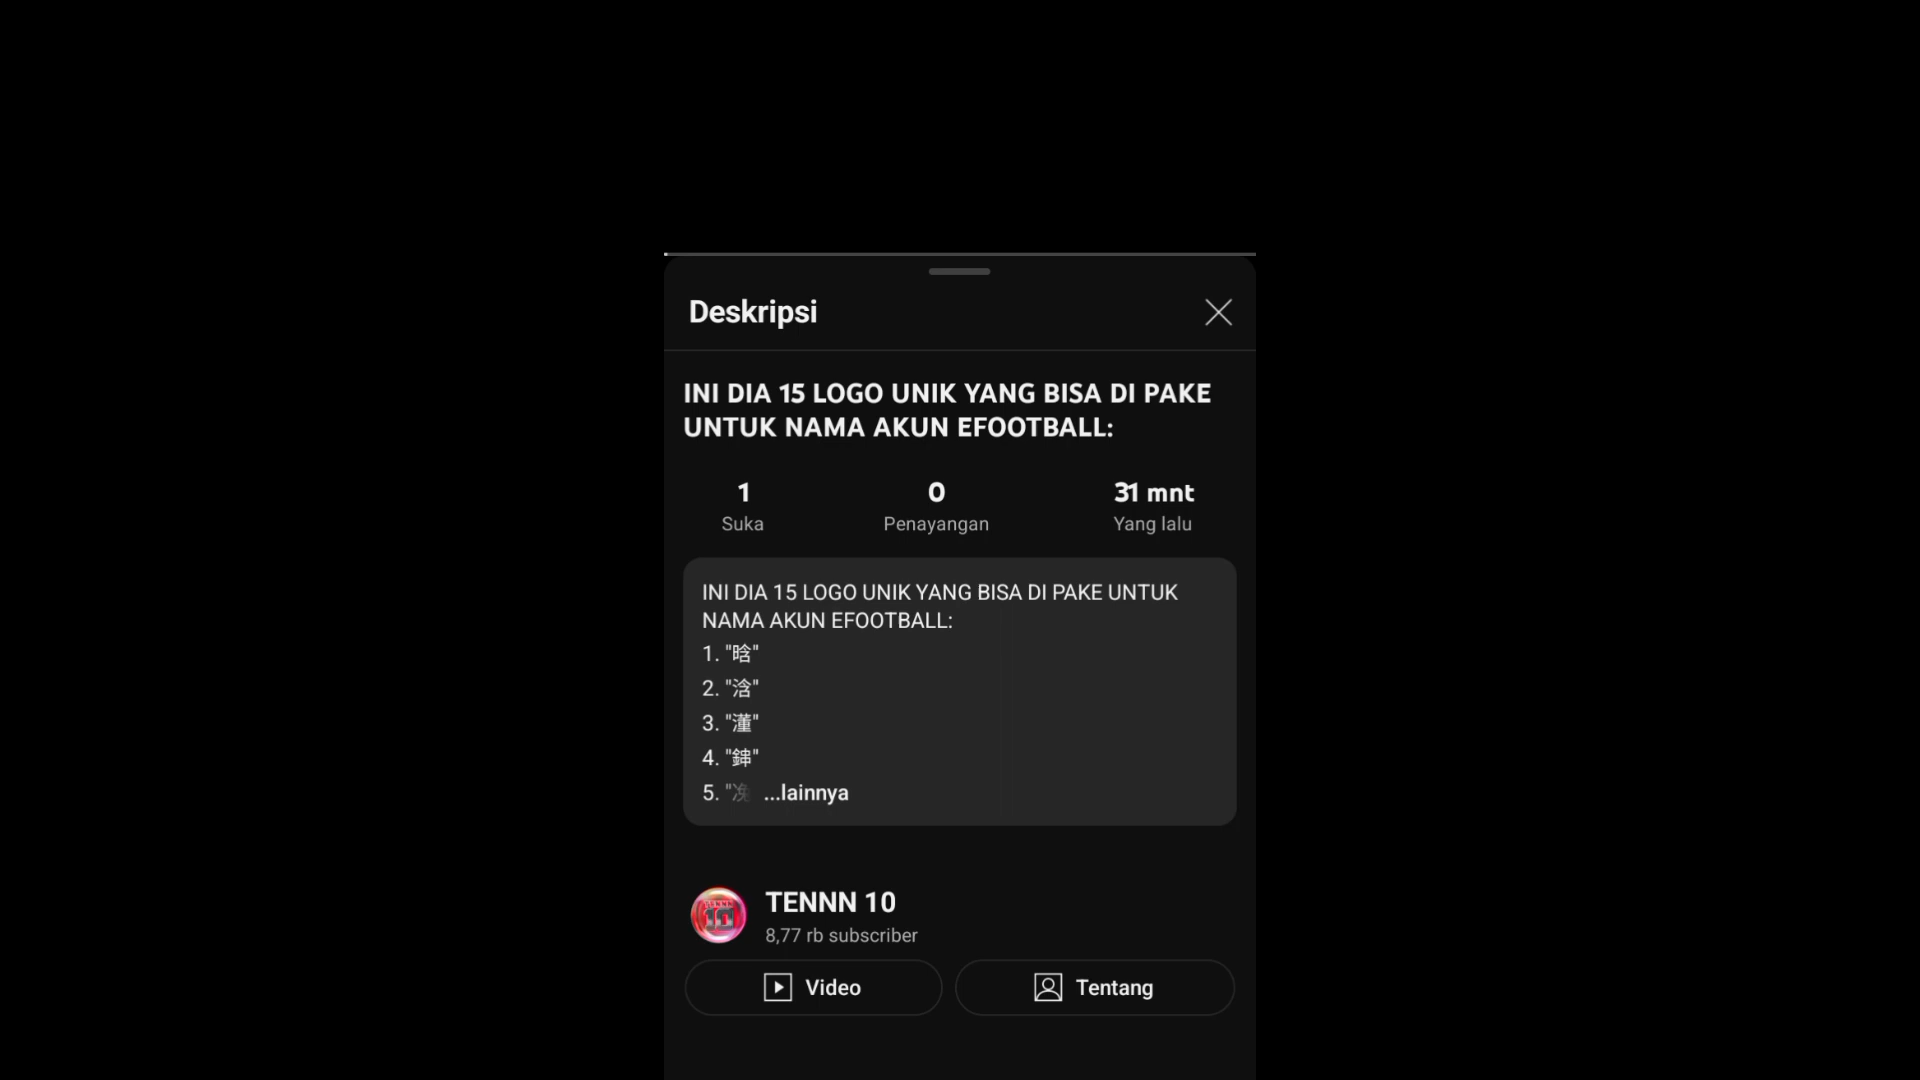 Deskripsi
INI DIA 15 LOGO UNIK YANG BISA DI PAKE
UNTUK NAMA AKUN EFOOTBALL:
1 0 31 mnt
Suka Penayangan Yang lalu
INI DIA 15 LOGO UNIK YANG BISA DI PAKE UNTUK
NAMA AKUN EFOOTBALL:
1. "晗"
2. "浛"
3. "蓮"
4. "銾"
5. " ...lainnya
TENNN 10
8,77 rb subscriber
Video Tentang